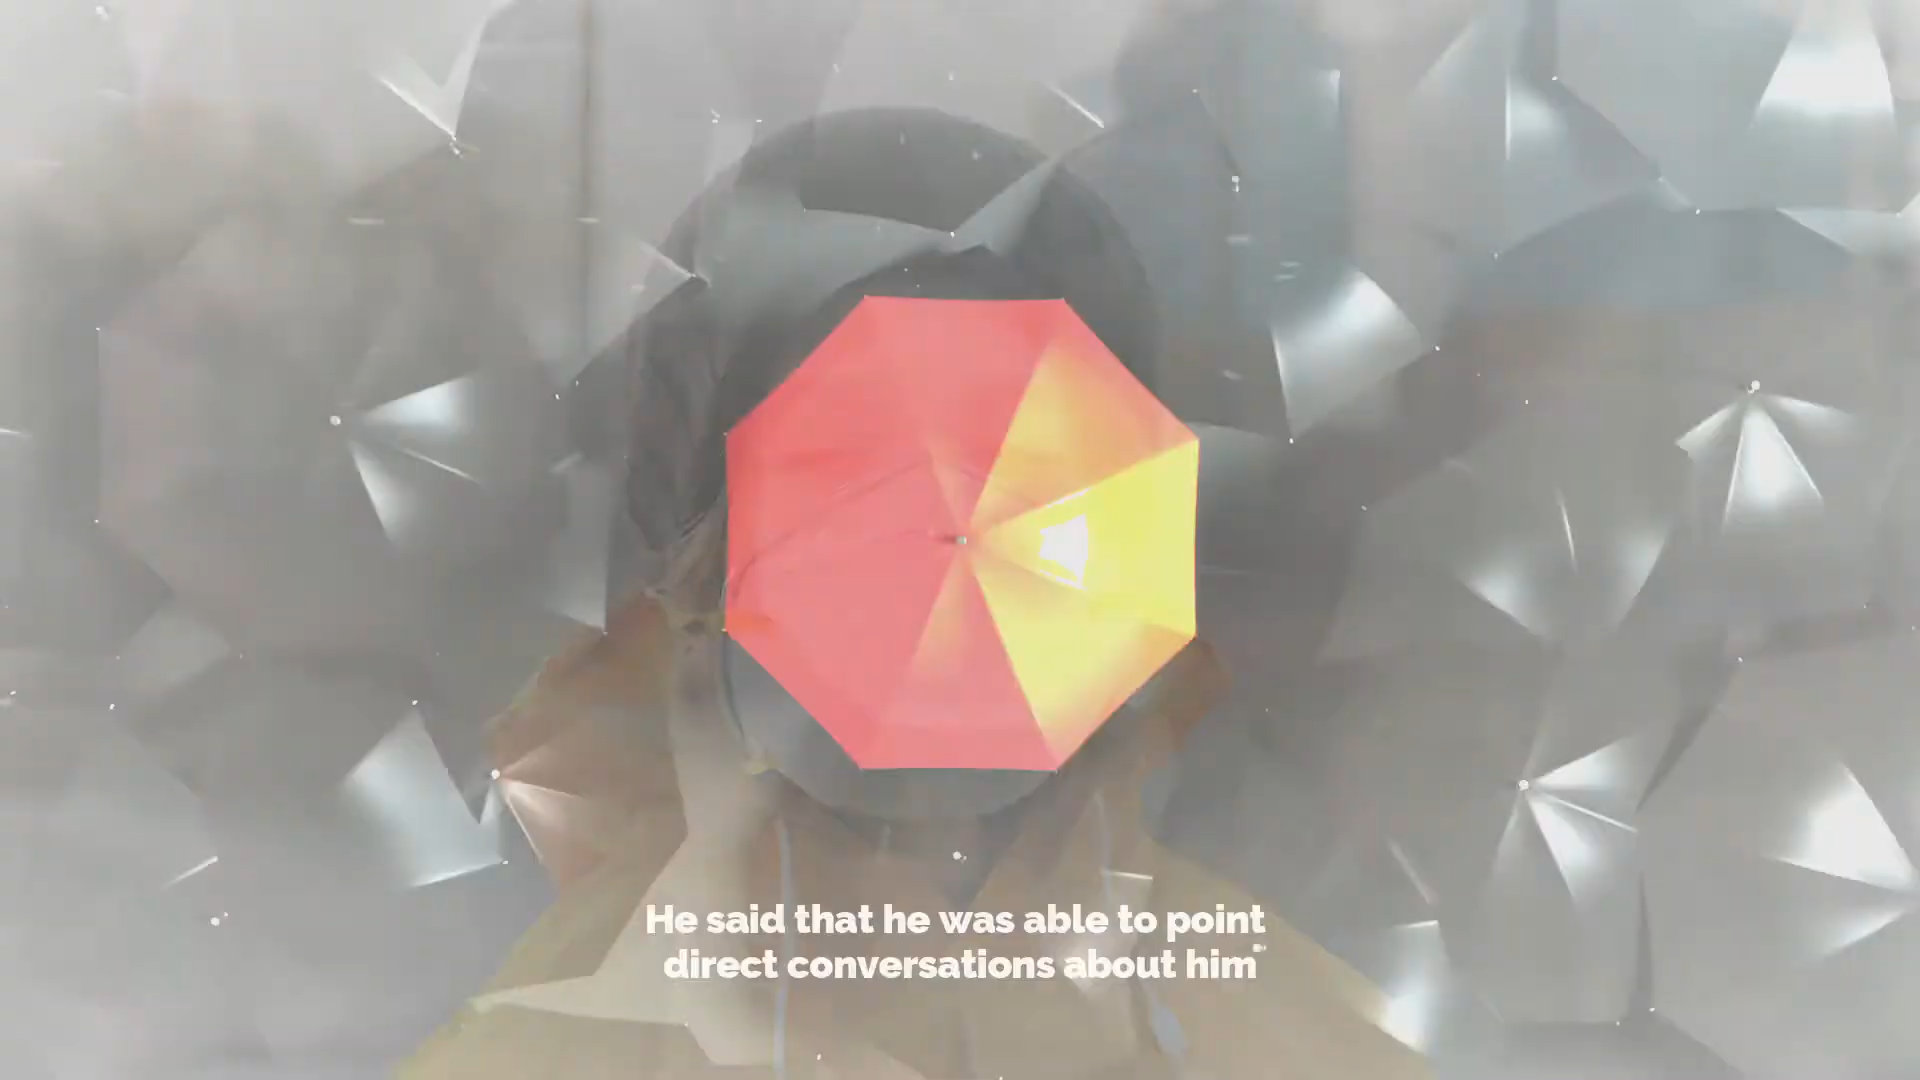 He said that he was able to point
direct conversations about him